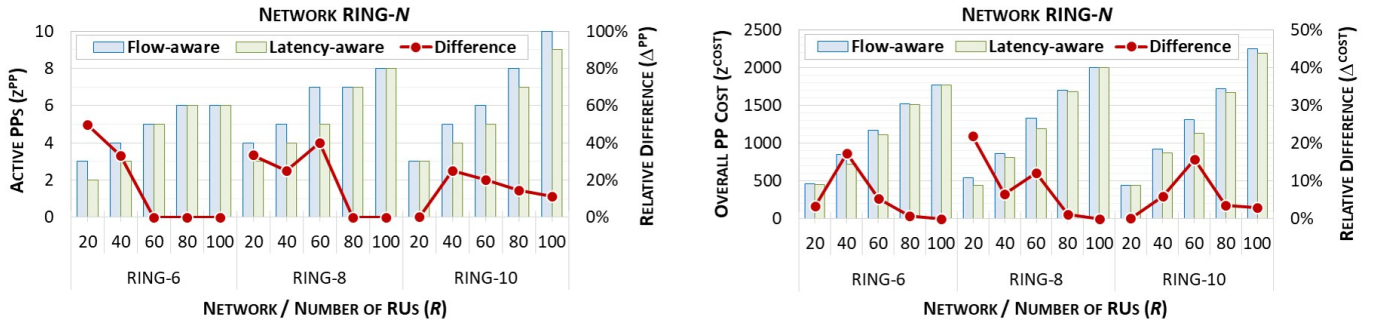 NETWORK RING-N
Flow-aware Latency-aware Difference
ACTIVE PPS (Z^PP)
10
8
6
4
2
0
100%
80%
60%
40%
20%
0%
RELATIVE DIFFERENCE (Δ^PP)
20 40 60 80 100 20 40 60 80 100 20 40 60 80 100
RING-6 RING-8 RING-10
NETWORK / NUMBER OF RUS (R)
NETWORK RING-N
Flow-aware Latency-aware Difference
OVERALL PP COST (Z^COST)
2500
2000
1500
1000
500
0
50%
40%
30%
20%
10%
0%
RELATIVE DIFFERENCE (Δ^COST)
20 40 60 80 100 20 40 60 80 100 20 40 60 80 100
RING-6 RING-8 RING-10
NETWORK / NUMBER OF RUS (R)